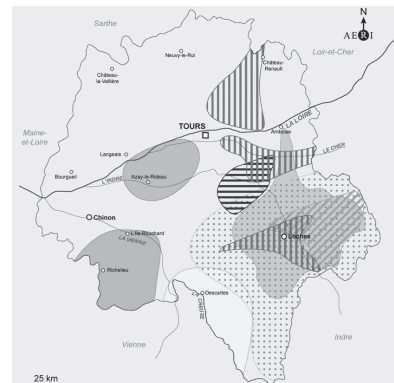 Sarthe
N
AERI
Neuvy-le-Roi
Loir-et-Cher
Château-
la-Vallière
Château-
Renault
Maine-
et-Loire
TOURS
LA LOIRE
Amboise
Langeais
LE CHER
Bourgueil
L'INDRE
Azay-le-Rideau
Chinon
L'Ile-Bouchard
LA VIENNE
Loches
Richelieu
Descartes
LA CREUSE
Vienne
Indre
25 km